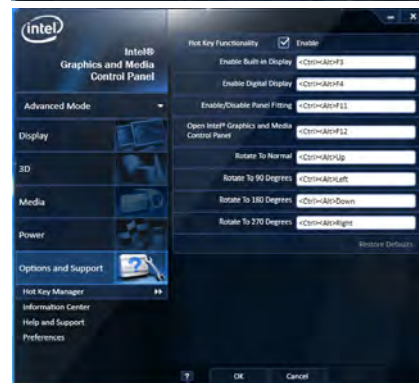 intel
Intel®
Graphics and Media
Control Panel
Advanced Mode
Display
3D
Media
Power
Options and Support
Hot Key Manager
Information Center
Help and Support
Preferences
Hot Key Functionality Enable
Enable Built-in Display <Ctrl><Alt>F3
Enable Digital Display <Ctrl><Alt>F4
Enable/Disable Panel Fitting <Ctrl><Alt>F11
Open Intel® Graphics and Media
Control Panel <Ctrl><Alt>F12
Rotate To Normal <Ctrl><Alt>Up
Rotate To 90 Degrees <Ctrl><Alt>Left
Rotate To 180 Degrees <Ctrl><Alt>Down
Rotate To 270 Degrees <Ctrl><Alt>Right
Restore Defaults
? OK Cancel